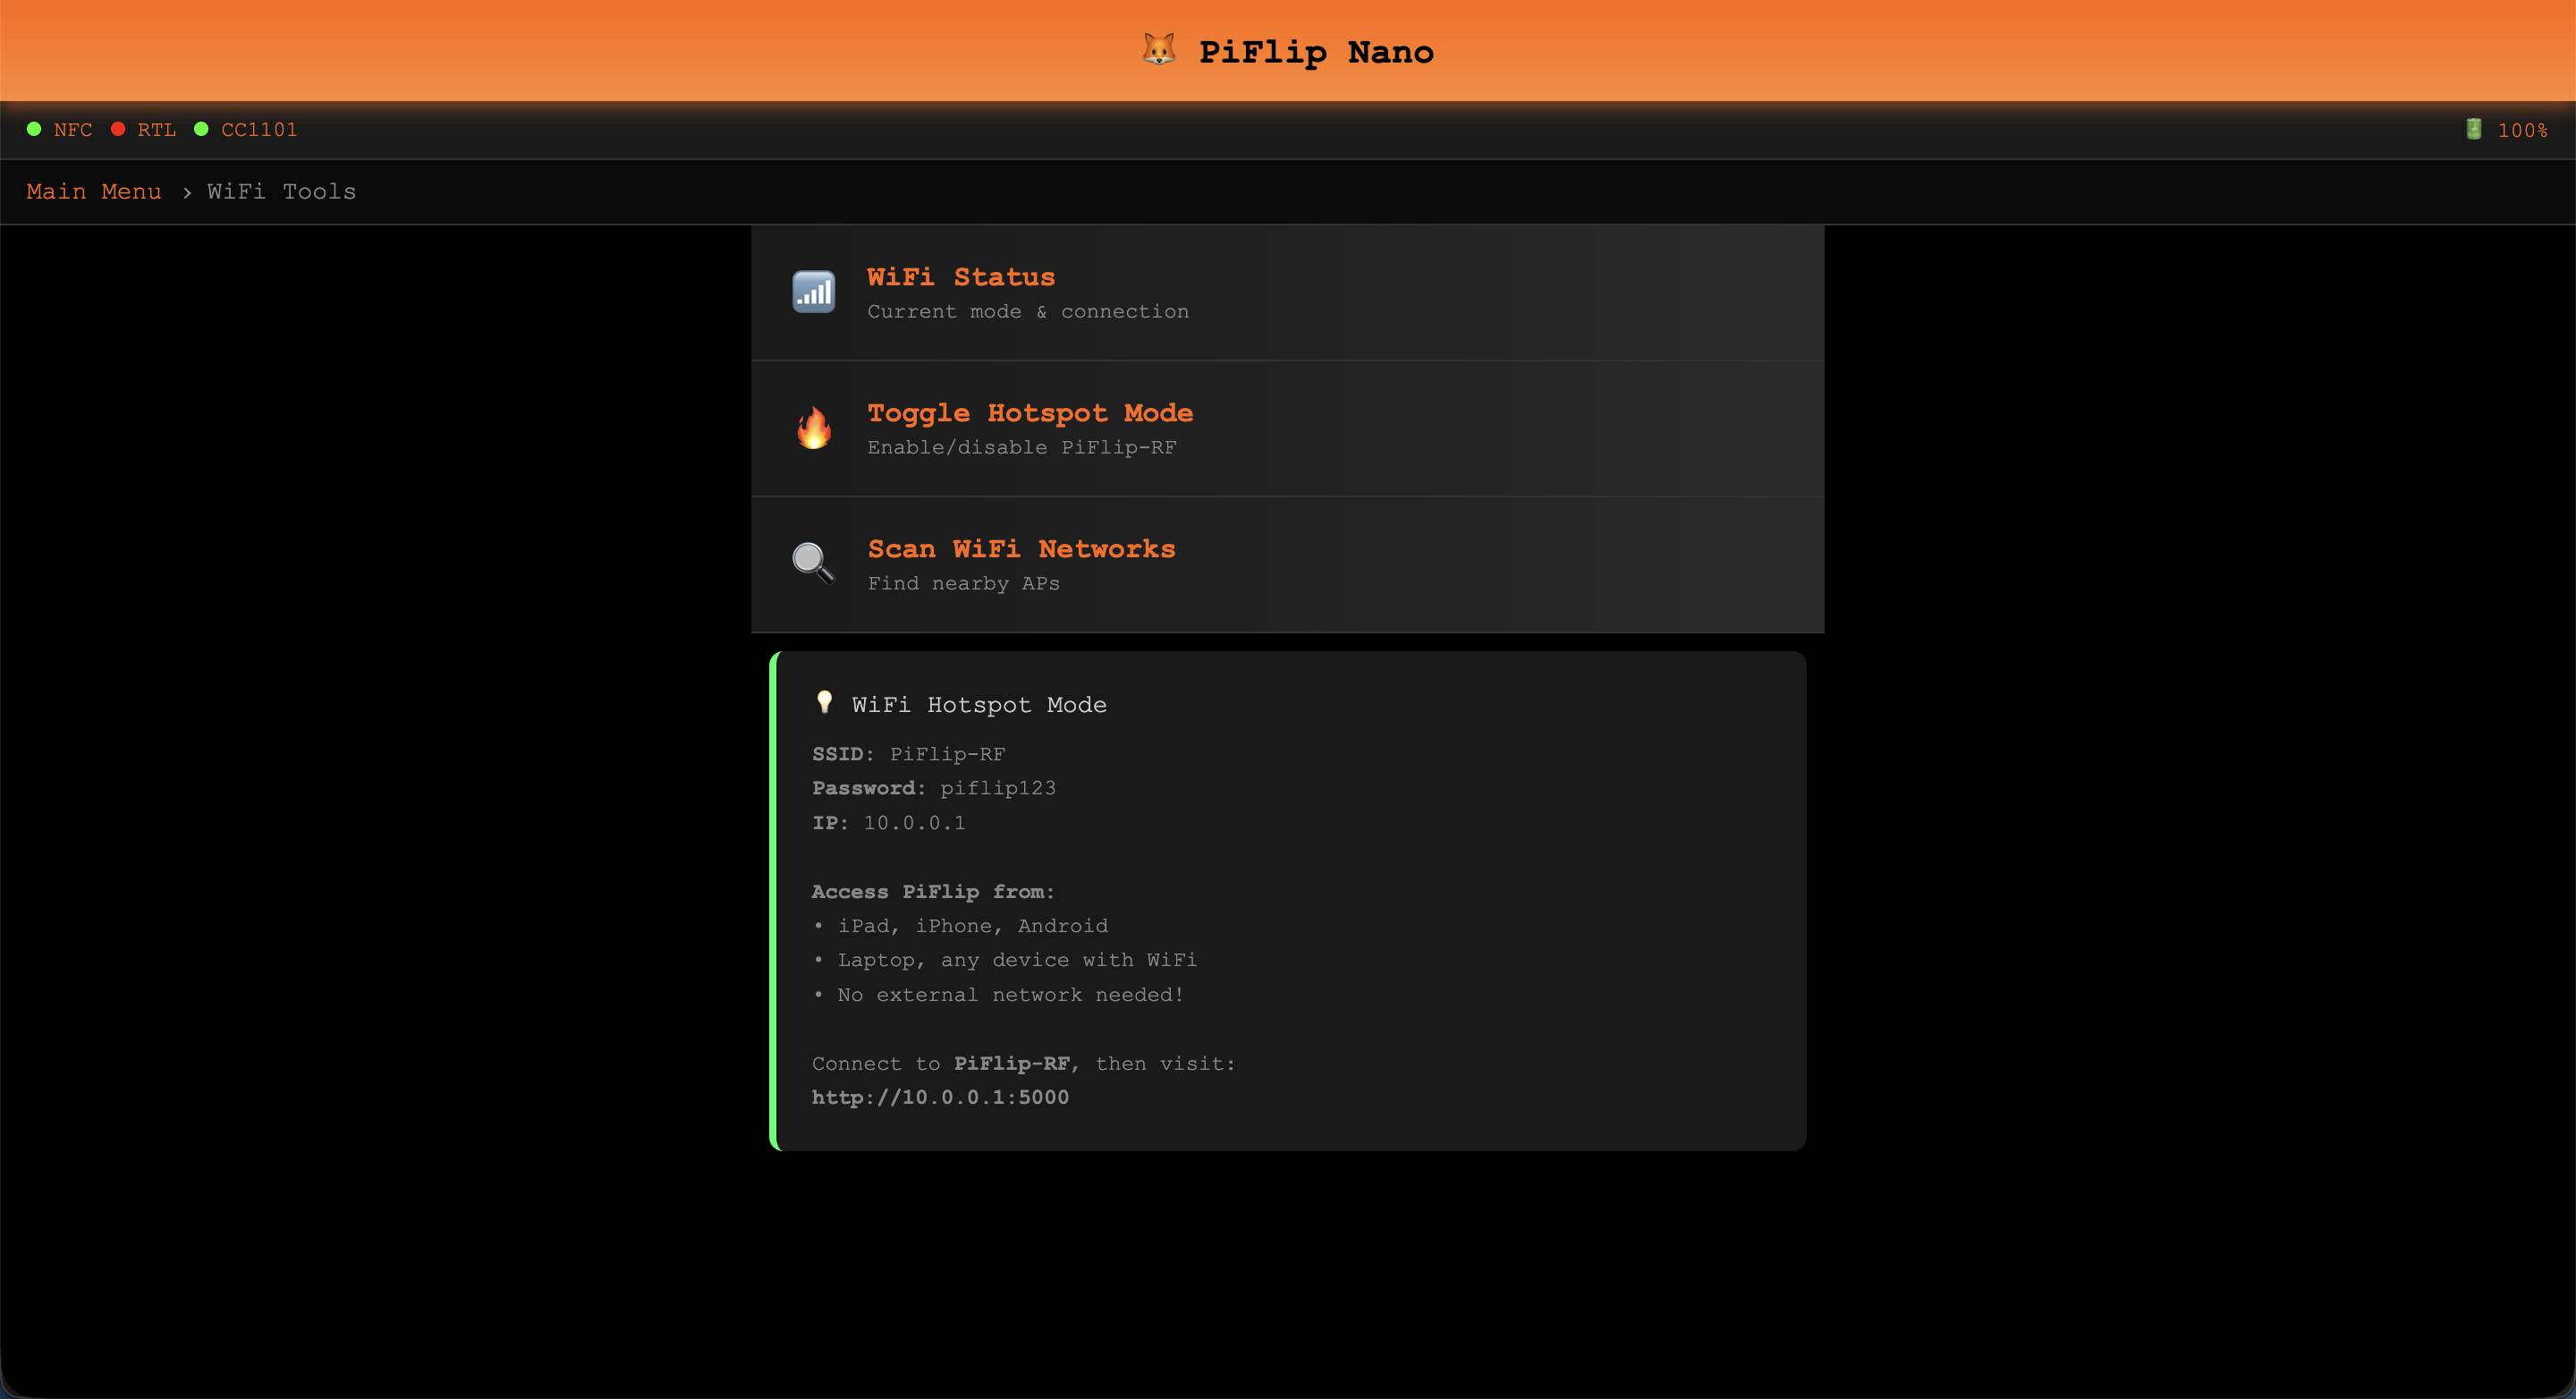 PiFlip Nano
NFC RTL CC1101 100%
Main Menu › WiFi Tools
WiFi Status
Current mode & connection
Toggle Hotspot Mode
Enable/disable PiFlip-RF
Scan WiFi Networks
Find nearby APs
WiFi Hotspot Mode
SSID: PiFlip-RF
Password: piflip123
IP: 10.0.0.1
Access PiFlip from:
• iPad, iPhone, Android
• Laptop, any device with WiFi
• No external network needed!
Connect to PiFlip-RF, then visit:
http://10.0.0.1:5000